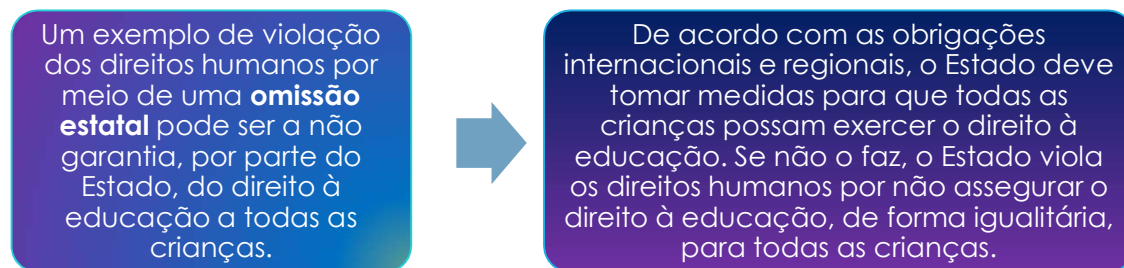 Um exemplo de violação
dos direitos humanos por
meio de uma omissão
estatal pode ser a não
garantia, por parte do
Estado, do direito à
educação a todas as
crianças.
De acordo com as obrigações
internacionais e regionais, o Estado deve
tomar medidas para que todas as
crianças possam exercer o direito à
educação. Se não o faz, o Estado viola
os direitos humanos por não assegurar o
direito à educação, de forma igualitária,
para todas as crianças.